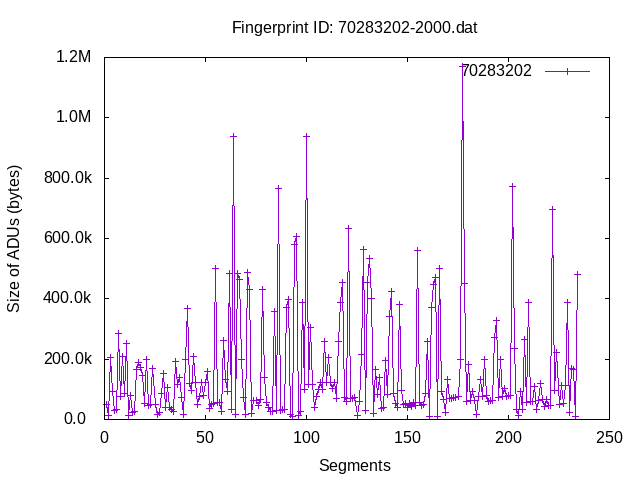 Fingerprint ID: 70283202-2000.dat
1.2M
70283202
1.0M
800.0k
600.0k
400.0k
200.0k
0.0
Size of ADUs (bytes)
0 50 100 150 200 250
Segments